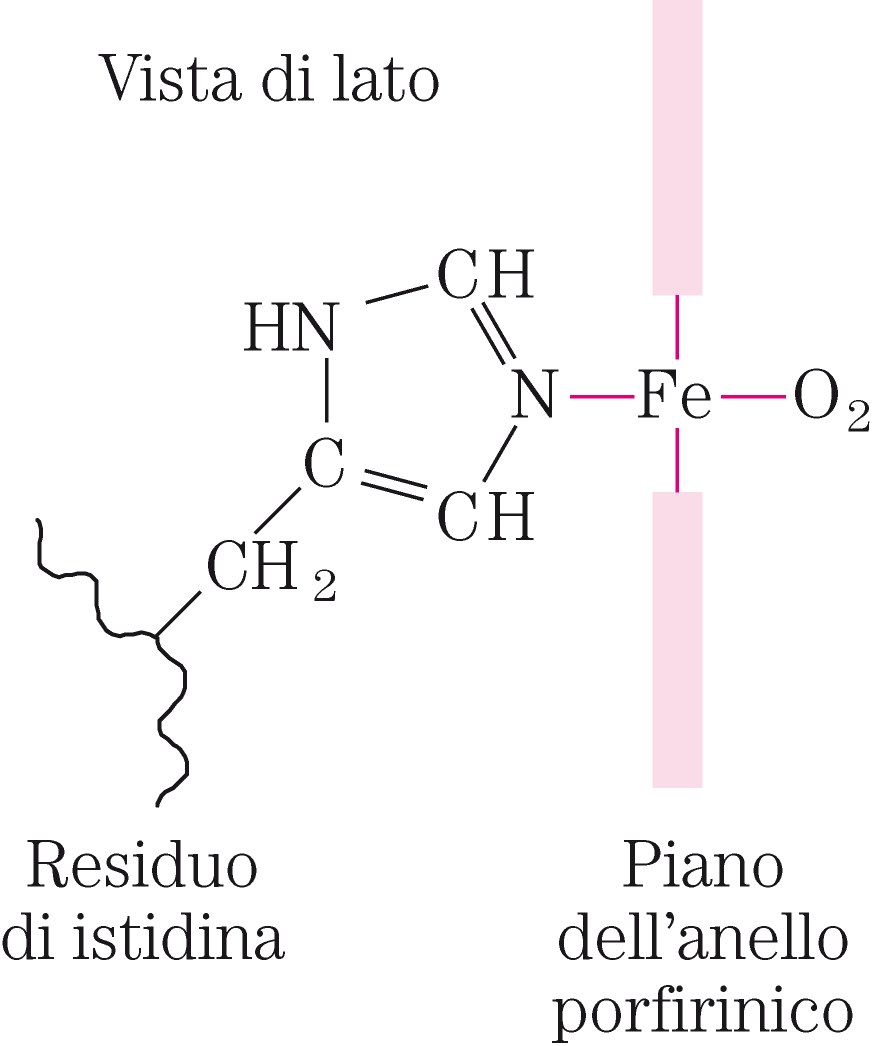 Vista di lato
CH
HN
N
Fe
O2
C
CH
CH2
Residuo
di istidina
Piano
dell'anello
porfirinico